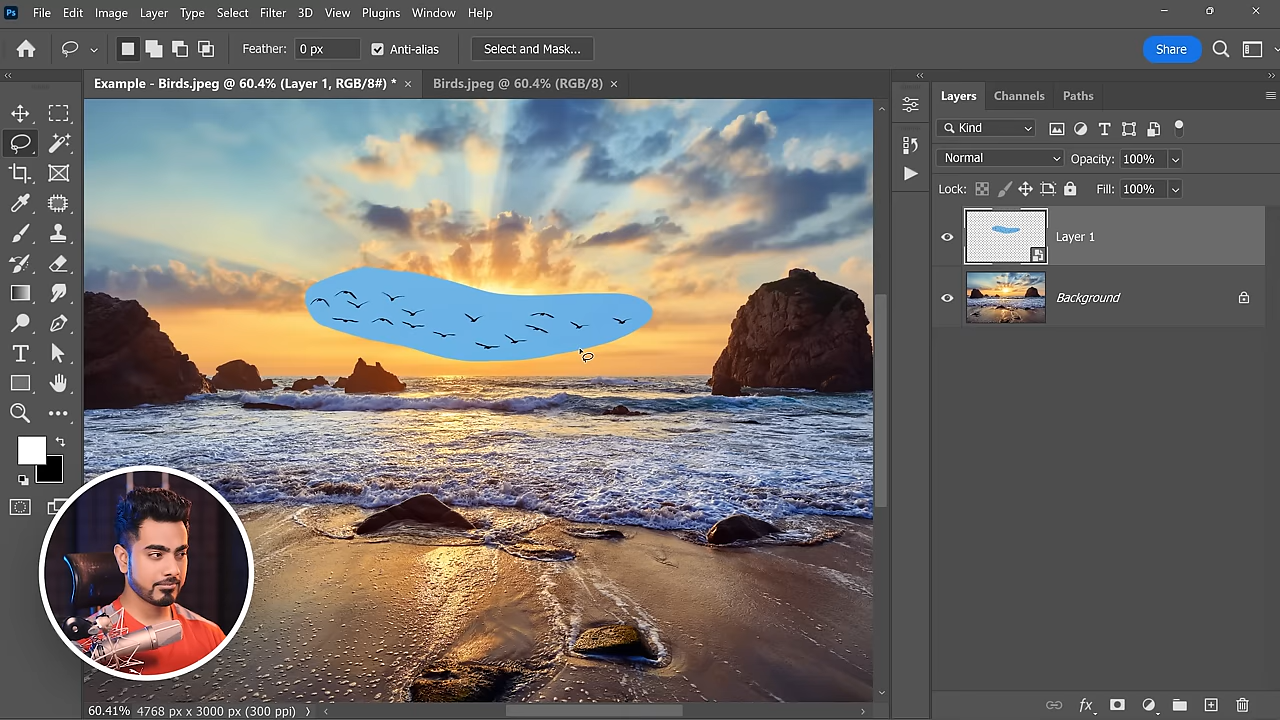 Ps File Edit Image Layer Type Select Filter 3D View Plugins Window Help
Feather: 0 px Anti-alias Select and Mask... Share
Example - Birds.jpeg @ 60.4% (Layer 1, RGB/8#) * × Birds.jpeg @ 60.4% (RGB/8) ×
Layers Channels Paths
Kind
Normal Opacity: 100%
Lock: Fill: 100%
Layer 1
Background
60.41% 4768 px x 3000 px (300 ppi)